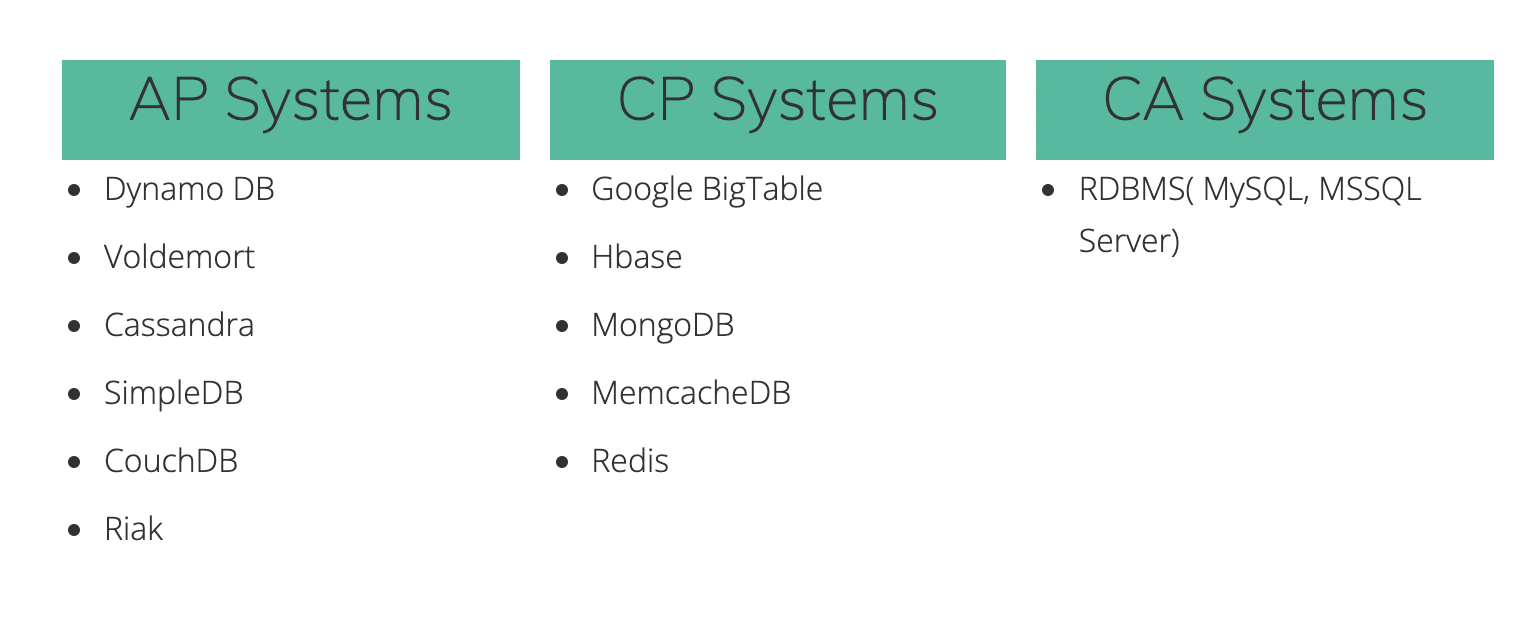 AP Systems
Dynamo DB
Voldemort
Cassandra
SimpleDB
CouchDB
Riak
CP Systems
Google BigTable
Hbase
MongoDB
MemcacheDB
Redis
CA Systems
RDBMS( MySQL, MSSQL
Server)